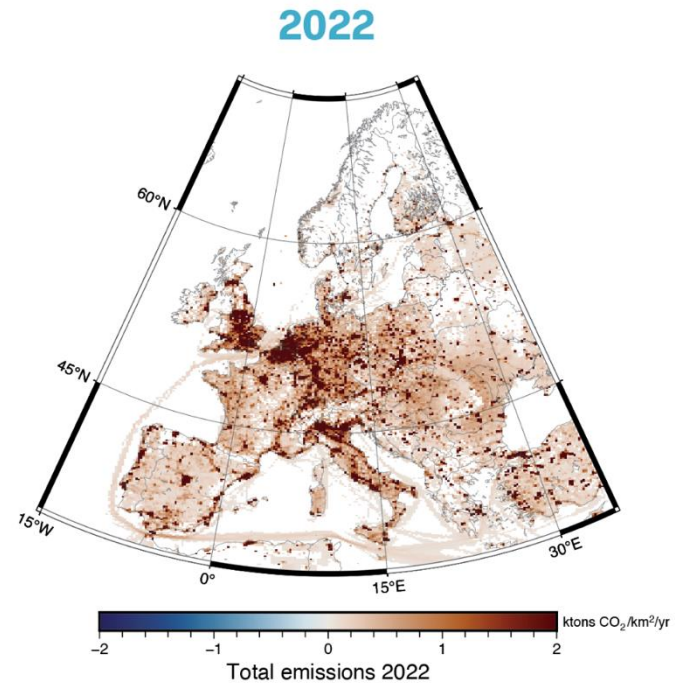 2022
60°N
45°N
15°W
0°
15°E
30°E
ktons CO₂/km²/yr
−2 −1 0 1 2
Total emissions 2022